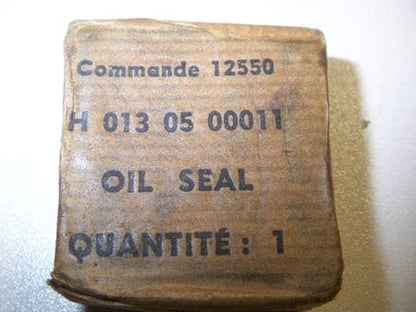 Commande 12550
H 013 05 00011
OIL SEAL
QUANTITÉ : 1